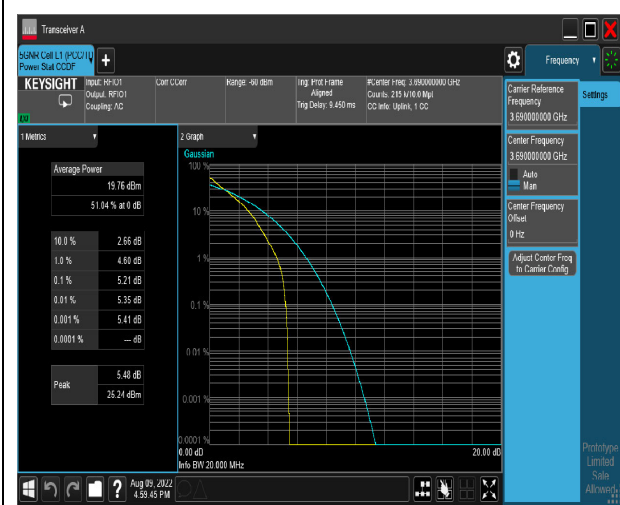 Transceiver A
5GNR Cell L1 (PCC/TU)
Power Stat CCDF
Frequency
KEYSIGHT
Input: RFIO1
Output: RFIO1
Coupling: AC
Corr CCorr
Range: -60 dBm
Trig: Prot Frame
Aligned
Trig Delay: 9.450 ms
#Center Freq: 3.690000000 GHz
Counts: 215 k/10.0 Mpt
CC Info: Uplink, 1 CC
Carrier Reference
Frequency
3.690000000 GHz
Settings
Center Frequency
3.690000000 GHz
Auto
Man
Center Frequency
Offset
0 Hz
Adjust Center Freq
to Carrier Config
1 Metrics
Average Power
19.76 dBm
51.04 % at 0 dB
10.0 % 2.66 dB
1.0 % 4.60 dB
0.1 % 5.21 dB
0.01 % 5.35 dB
0.001 % 5.41 dB
0.0001 % --- dB
Peak
5.48 dB
25.24 dBm
2 Graph
Gaussian
100 %
10 %
1 %
0.1 %
0.01 %
0.001 %
0.0001 %
0.00 dB
20.00 dB
Info BW 20.000 MHz
Prototype
Limited
Sale
Allowed
Aug 09, 2022
4:59:45 PM